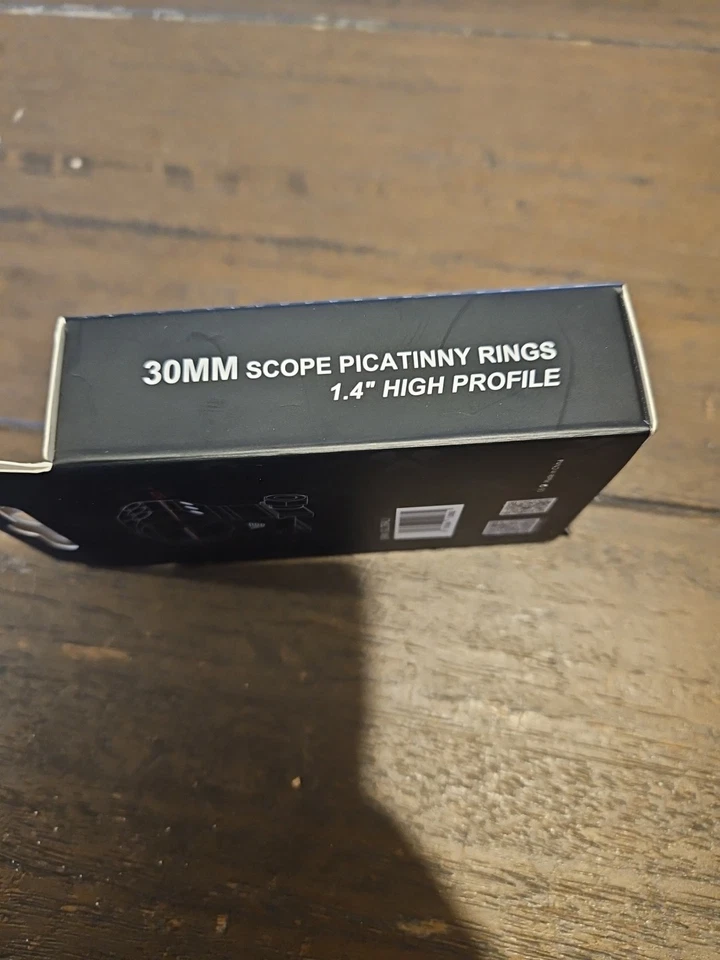 30MM SCOPE PICATINNY RINGS
1.4" HIGH PROFILE